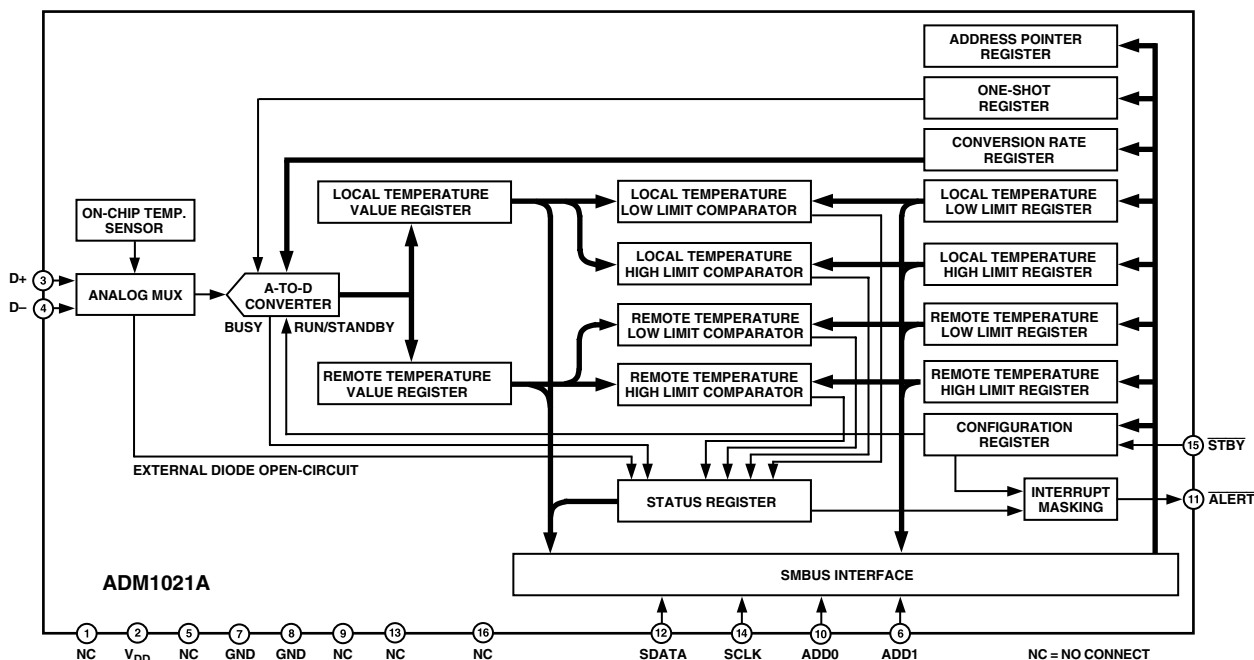 ADDRESS POINTER
REGISTER
ONE-SHOT
REGISTER
CONVERSION RATE
REGISTER
LOCAL TEMPERATURE
VALUE REGISTER
LOCAL TEMPERATURE
LOW LIMIT COMPARATOR
LOCAL TEMPERATURE
LOW LIMIT REGISTER
ON-CHIP TEMP.
SENSOR
LOCAL TEMPERATURE
HIGH LIMIT COMPARATOR
LOCAL TEMPERATURE
HIGH LIMIT REGISTER
D+ 3
D– 4
ANALOG MUX
A-TO-D
CONVERTER
BUSY
RUN/STANDBY
REMOTE TEMPERATURE
LOW LIMIT COMPARATOR
REMOTE TEMPERATURE
LOW LIMIT REGISTER
REMOTE TEMPERATURE
VALUE REGISTER
REMOTE TEMPERATURE
HIGH LIMIT COMPARATOR
REMOTE TEMPERATURE
HIGH LIMIT REGISTER
CONFIGURATION
REGISTER
15 STBY
EXTERNAL DIODE OPEN-CIRCUIT
STATUS REGISTER
INTERRUPT
MASKING
11 ALERT
SMBUS INTERFACE
ADM1021A
1 2 5 7 8 9 13 16 12 14 10 6
NC VDD NC GND GND NC NC NC SDATA SCLK ADD0 ADD1 NC = NO CONNECT